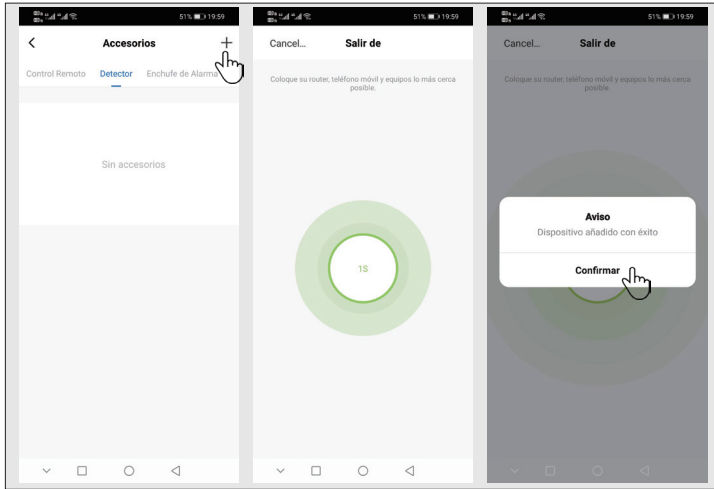 51% 19:59
Accesorios
Control Remoto Detector Enchufe de Alarma
Sin accesorios
51% 19:59
Cancel... Salir de
Coloque su router, teléfono móvil y equipos lo más cerca
posible.
1S
51% 19:59
Cancel... Salir de
Coloque su router, teléfono móvil y equipos lo más cerca
posible.
Aviso
Dispositivo añadido con éxito
Confirmar